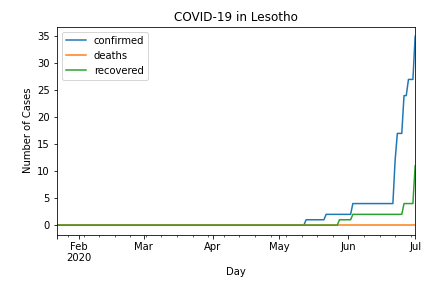 COVID-19 in Lesotho
confirmed
deaths
recovered
Number of Cases
35
30
25
20
15
10
5
0
Feb
2020
Mar
Apr
May
Jun
Jul
Day